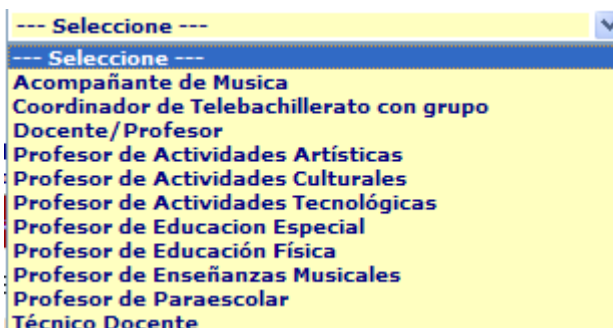 --- Seleccione ---
--- Seleccione ---
Acompañante de Musica
Coordinador de Telebachillerato con grupo
Docente/Profesor
Profesor de Actividades Artísticas
Profesor de Actividades Culturales
Profesor de Actividades Tecnológicas
Profesor de Educacion Especial
Profesor de Educación Física
Profesor de Enseñanzas Musicales
Profesor de Paraescolar
Técnico Docente